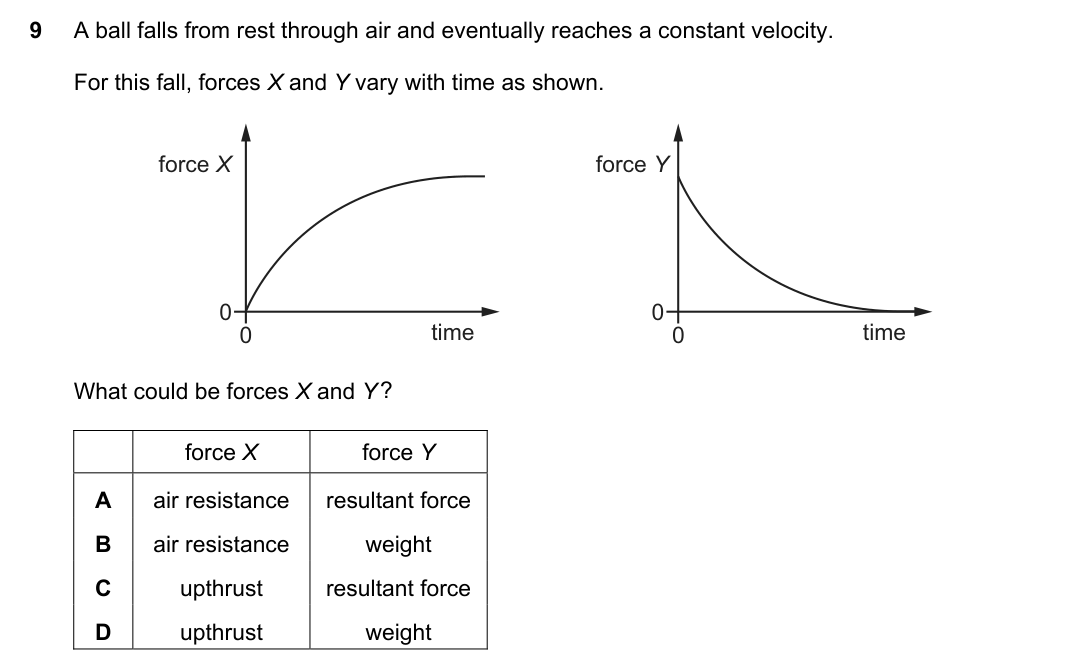 9 A ball falls from rest through air and eventually reaches a constant velocity.
For this fall, forces X and Y vary with time as shown.
force X
0
0
time
force Y
0
0
time
What could be forces X and Y?
force X force Y
A air resistance resultant force
B air resistance weight
C upthrust resultant force
D upthrust weight